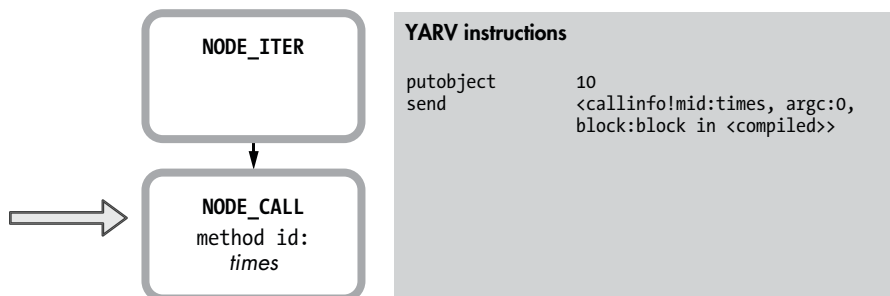 NODE_ITER
NODE_CALL
method id:
times
YARV instructions
putobject 10
send <callinfo!mid:times, argc:0,
block:block in <compiled>>